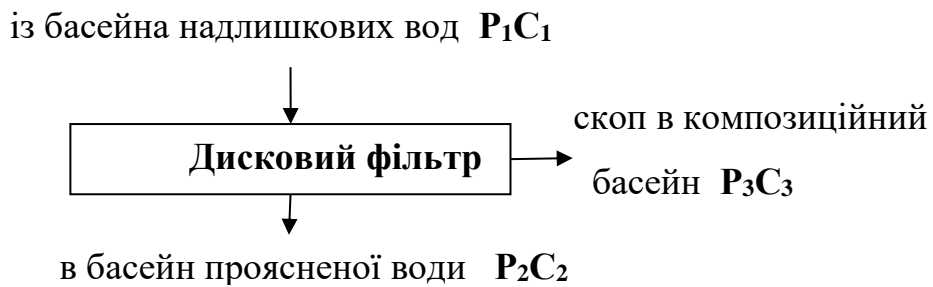 із басейна надлишкових вод P₁C₁
скоп в композиційний
Дисковий фільтр
басейн P₃C₃
в басейн проясненої води P₂C₂